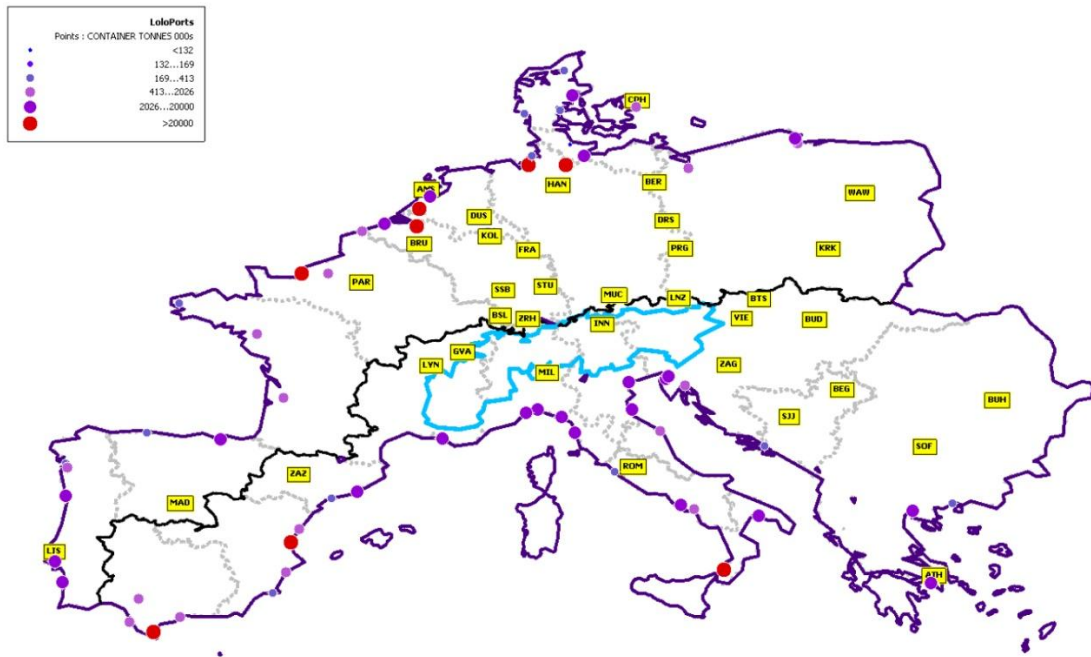 LoloPorts
Points : CONTAINER TONNES 000s
<132
132...169
169...413
413...2026
2026...20000
>20000
CPH
AMS
HAN
BER
WAW
DUS
DRS
BRU
KOL
FRA
PRG
KRK
PAR
SSB
STU
MUC
LNZ
BTS
BSL
ZRH
INN
VIE
BUD
LYN
GVA
MIL
ZAG
BEG
BUH
SJJ
SOF
ZAZ
ROM
MAD
LIS
ATH